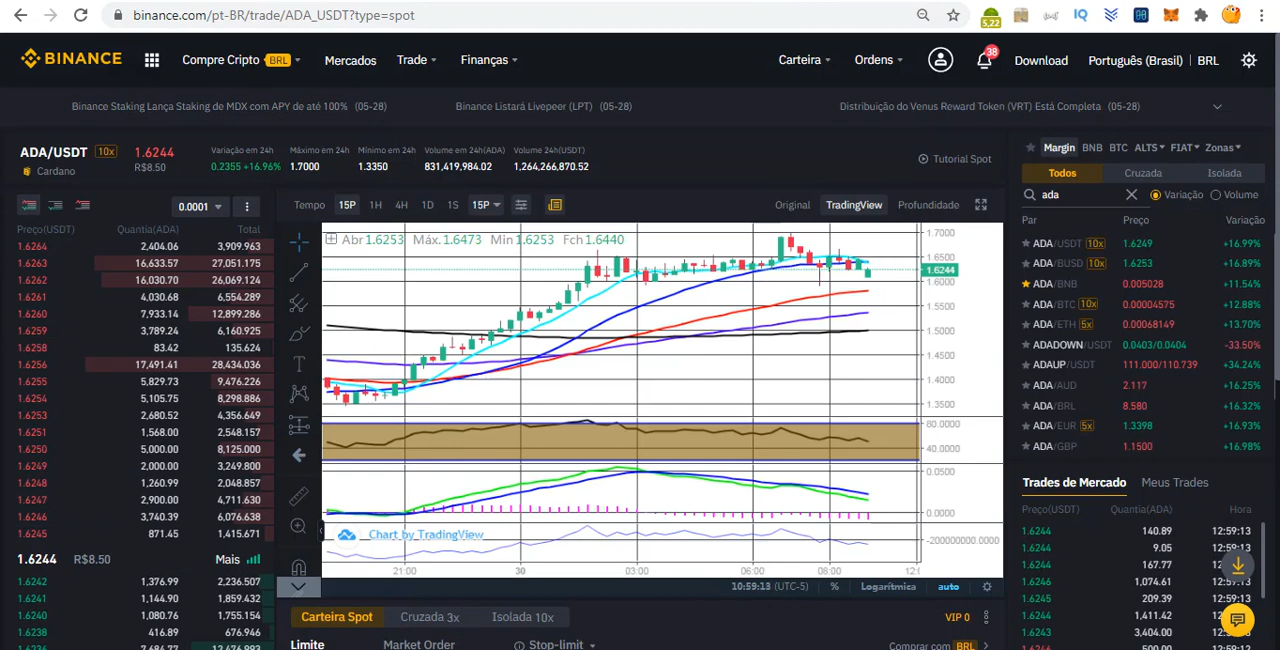 binance.com/pt-BR/trade/ADA_USDT?type=spot
5,22
IQ
BINANCE
Compre Cripto BRL
Mercados
Trade
Finanças
Carteira
Ordens
38
Download
Português (Brasil)
BRL
Binance Staking Lança Staking de MDX com APY de até 100% (05-28)
Binance Listará Livepeer (LPT) (05-28)
Distribuição do Venus Reward Token (VRT) Está Completa (05-28)
ADA/USDT 10x
Cardano
1.6244
R$8.50
Variação em 24h
0.2355 +16.96%
Máximo em 24h
1.7000
Mínimo em 24h
1.3350
Volume em 24h(ADA)
831,419,984.02
Volume 24h(USDT)
1,264,266,870.52
Tutorial Spot
0.0001
Preço(USDT) Quantia(ADA) Total
1.6264 2,404.06 3,909.963
1.6263 16,633.57 27,051.175
1.6262 16,030.70 26,069.124
1.6261 4,030.68 6,554.289
1.6260 7,933.14 12,899.286
1.6259 3,789.24 6,160.925
1.6258 83.42 135.624
1.6256 17,491.41 28,434.036
1.6255 5,829.73 9,476.226
1.6254 5,105.75 8,298.886
1.6253 2,680.52 4,356.649
1.6251 1,568.00 2,548.157
1.6250 5,000.00 8,125.000
1.6249 2,000.00 3,249.800
1.6248 1,260.99 2,048.857
1.6247 2,900.00 4,711.630
1.6246 3,740.39 6,076.638
1.6245 871.45 1,415.671
1.6244 R$8.50 Mais
1.6242 1,376.99 2,236.507
1.6241 1,144.90 1,859.432
1.6240 1,080.76 1,755.154
1.6238 416.89 676.946
Tempo 15P 1H 4H 1D 1S 15P
Original TradingView Profundidade
Abr1.6253 Máx.1.6473 Mín1.6253 Fch1.6440
1.7000
1.6500
1.6244
1.6000
1.5500
1.5000
1.4500
1.4000
1.3500
80.0000
40.0000
0.0500
0.0000
-200000000.0000
Chart by TradingView
21:00 30 03:00 06:00 08:00 12:0
10:59:13 (UTC-5) % Logarítmica auto
Carteira Spot Cruzada 3x Isolada 10x
VIP 0
Limite Market Order Stop-limit
Comprar com BRL
Margin BNB BTC ALTS FIAT Zonas
Todos Cruzada Isolada
ada
Variação Volume
Par Preço Variação
ADA/USDT 10x 1.6249 +16.99%
ADA/BUSD 10x 1.6253 +16.89%
ADA/BNB 0.005028 +11.54%
ADA/BTC 10x 0.00004575 +12.88%
ADA/ETH 5x 0.00068149 +13.70%
ADADOWN/USDT 0.0403/0.0404 -33.50%
ADAUP/USDT 111.000/110.739 +34.24%
ADA/AUD 2.117 +16.25%
ADA/BRL 8.580 +16.32%
ADA/EUR 5x 1.3398 +16.93%
ADA/GBP 1.1500 +16.98%
Trades de Mercado Meus Trades
Preço(USDT) Quantia(ADA) Hora
1.6244 140.89 12:59:13
1.6244 9.05 12:59:13
1.6244 167.77
1.6244 1,074.61
1.6245 209.39 12:59:13
1.6244 1,411.42
1.6243 3,404.00